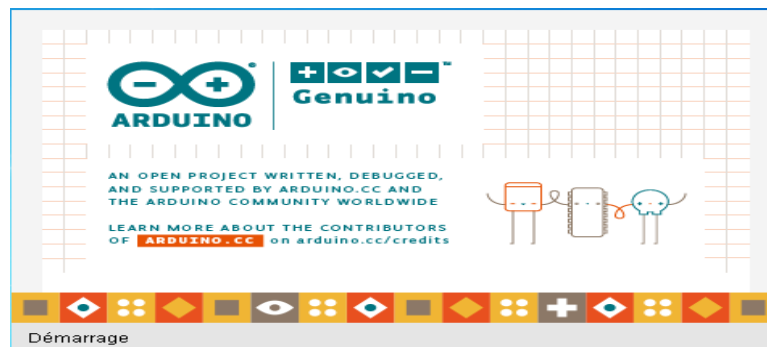 ARDUINO
™
Genuino
AN OPEN PROJECT WRITTEN, DEBUGGED,
AND SUPPORTED BY ARDUINO.CC AND
THE ARDUINO COMMUNITY WORLDWIDE
LEARN MORE ABOUT THE CONTRIBUTORS
OF ARDUINO.CC on arduino.cc/credits
Démarrage